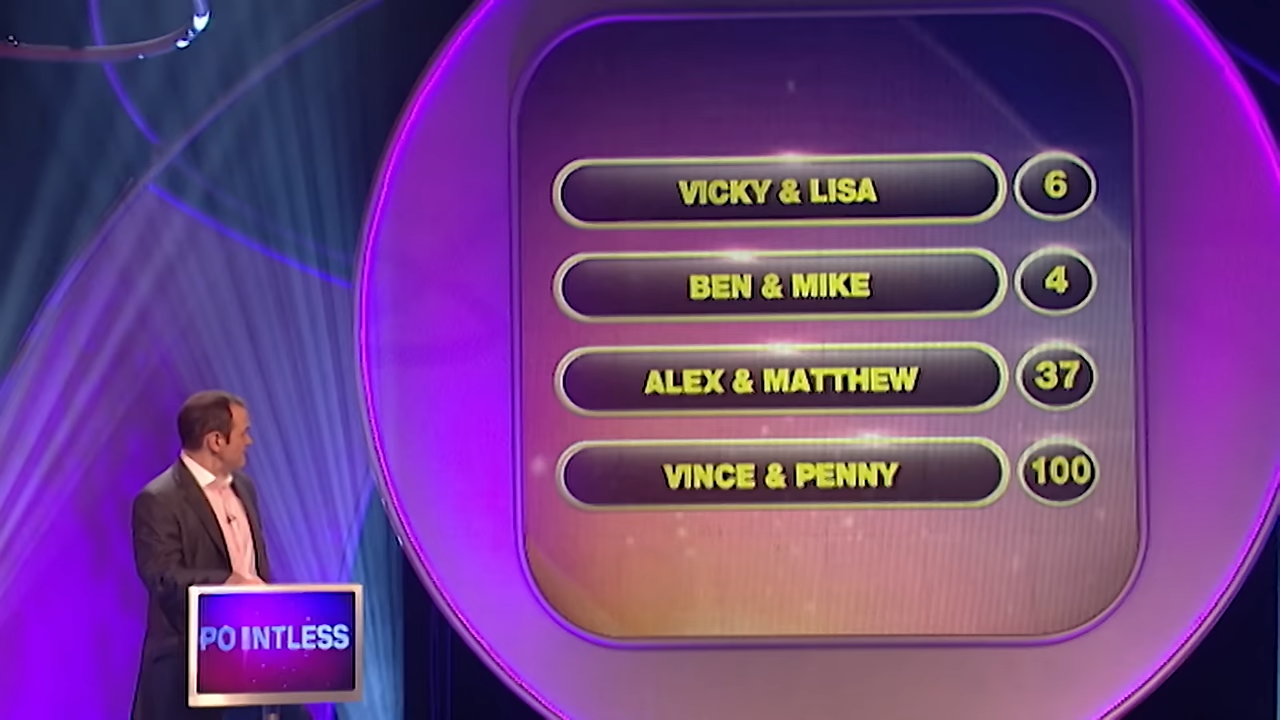 VICKY & LISA 6
BEN & MIKE 4
ALEX & MATTHEW 37
VINCE & PENNY 100
POINTLESS